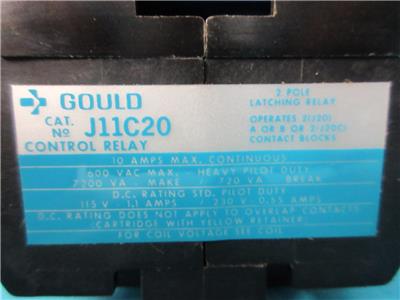 GOULD
CAT. Nº J11C20
CONTROL RELAY
2 POLE
LATCHING RELAY
OPERATES 2(J20)
A OR B OR 2(J20C)
CONTACT BLOCKS
10 AMPS MAX. CONTINUOUS
600 VAC MAX. - HEAVY PILOT DUTY
7200 VA - MAKE 720 VA BREAK
D.C. RATING STD. PILOT DUTY
115 V 1.1 AMPS / 230 V 0.55 AMPS
D.C. RATING DOES NOT APPLY TO OVERLAP CONTACTS
CARTRIDGE WITH YELLOW RETAINER
FOR COIL VOLTAGE SEE COIL